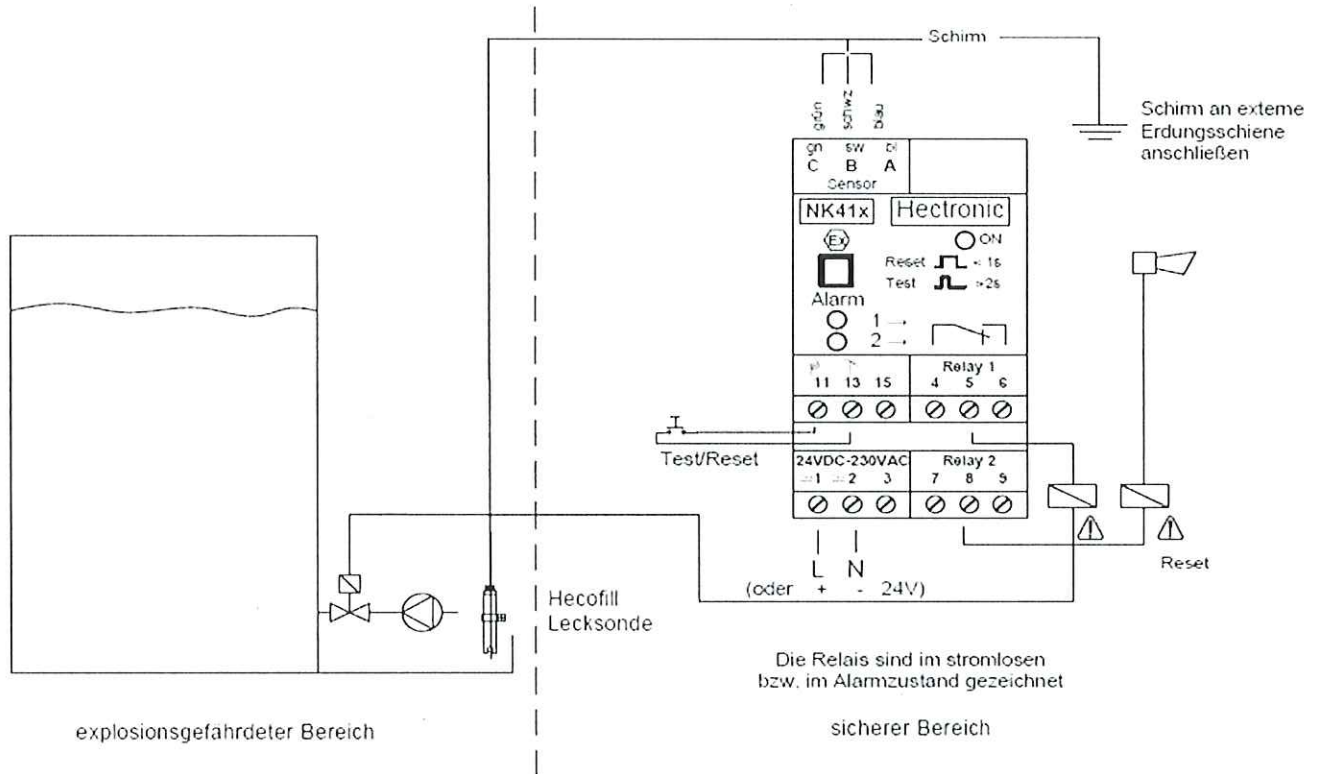 Schirm
Schirm an externe
Erdungsschiene
anschließen
grün
schwz
blau
gn sw bl
C B A
Sensor
NK41x Hectronic
Ex
ON
Reset < 1s
Test >2s
Alarm
1 →
2 →
Relay 1
11 13 15 4 5 6
Test/Reset
24VDC-230VAC Relay 2
1 2 3 7 8 9
L N
(oder + - 24V)
Reset
Hecofill
Lecksonde
Die Relais sind im stromlosen
bzw. im Alarmzustand gezeichnet
explosionsgefährdeter Bereich
sicherer Bereich